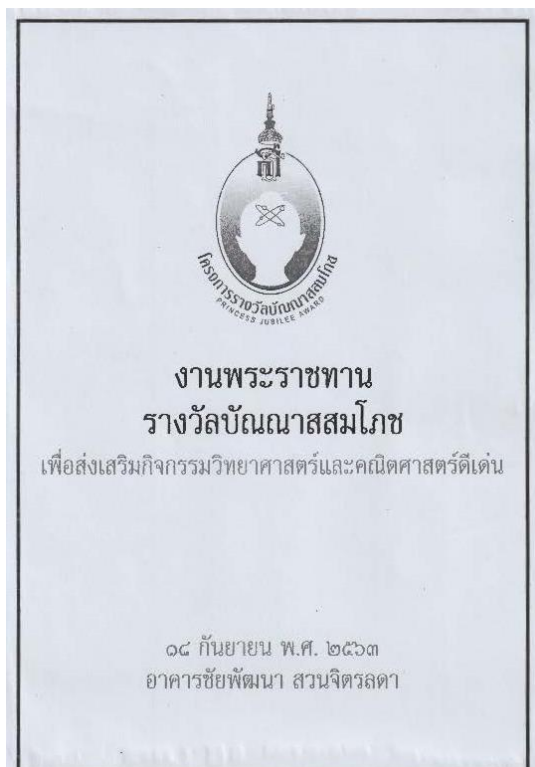 โครงการรางวัลบัณณาสสมโภช
PRINCESS JUBILEE AWARD
งานพระราชทาน
รางวัลบัณณาสสมโภช
เพื่อส่งเสริมกิจกรรมวิทยาศาสตร์และคณิตศาสตร์ดีเด่น
๑๘ กันยายน พ.ศ. ๒๕๖๓
อาคารชัยพัฒนา สวนจิตรลดา